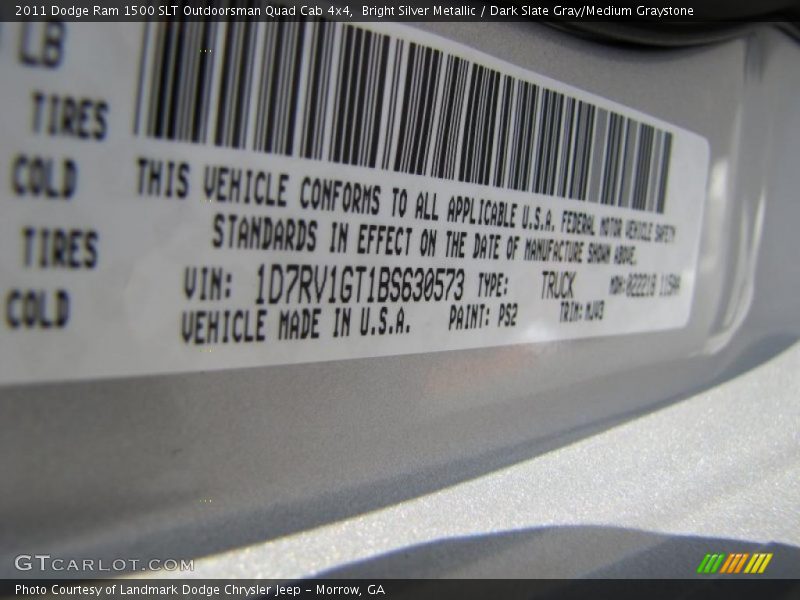 2011 Dodge Ram 1500 SLT Outdoorsman Quad Cab 4x4, Bright Silver Metallic / Dark Slate Gray/Medium Graystone
LB
TIRES
COLD
TIRES
COLD
THIS VEHICLE CONFORMS TO ALL APPLICABLE U.S.A. FEDERAL MOTOR VEHICLE SAFETY
STANDARDS IN EFFECT ON THE DATE OF MANUFACTURE SHOWN ABOVE.
VIN: 1D7RV1GT1BS630573 TYPE: TRUCK MDH:022218
VEHICLE MADE IN U.S.A. PAINT: PS2 TRIM:
GTCARLOT.COM
Photo Courtesy of Landmark Dodge Chrysler Jeep - Morrow, GA